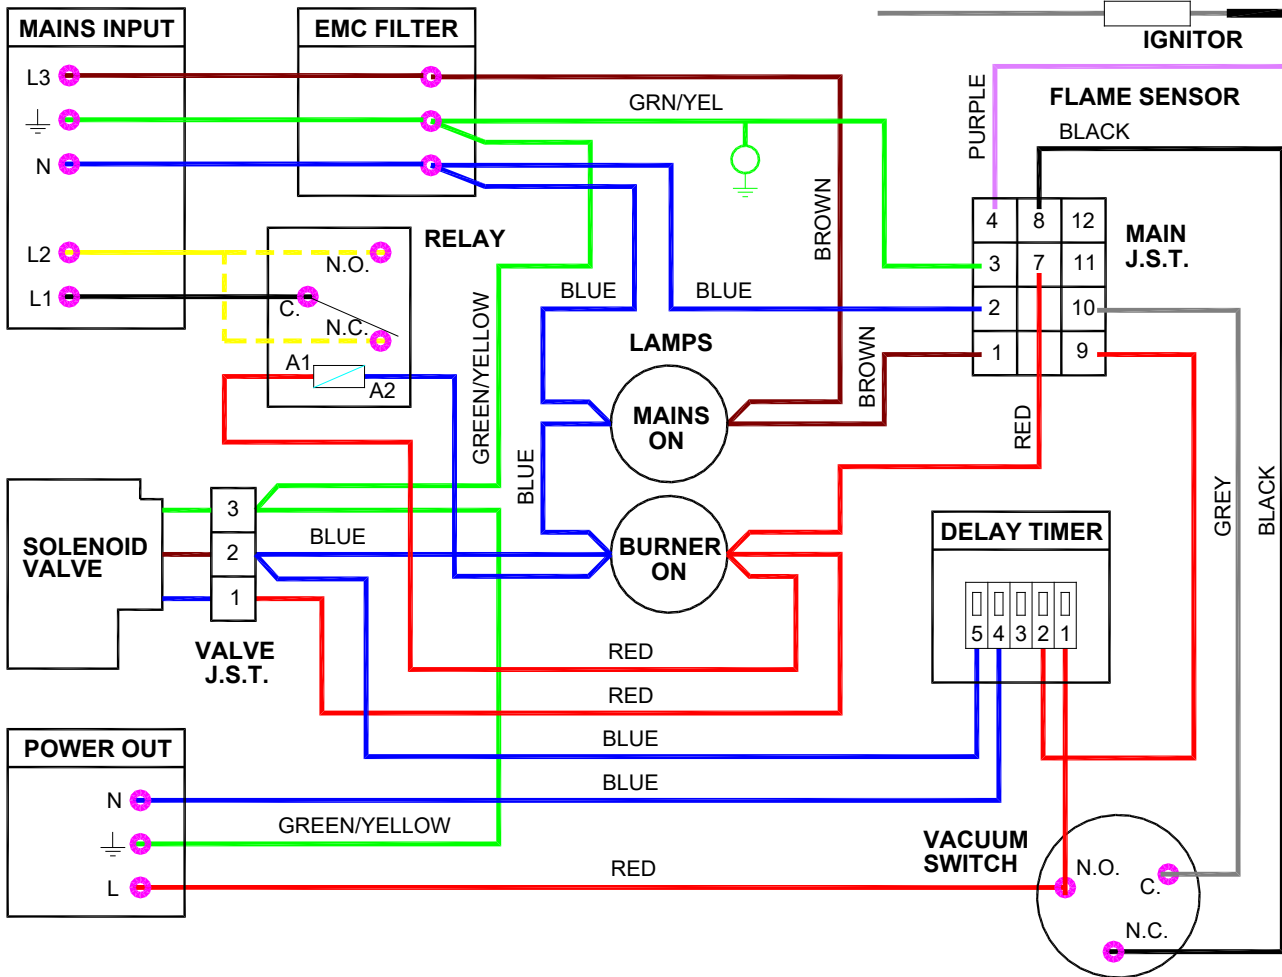 MAINS INPUT
EMC FILTER
IGNITOR
L3
GRN/YEL
PURPLE
FLAME SENSOR
BLACK
N
BROWN
4 8 12
MAIN
J.S.T.
RELAY
L2
N.O.
3 7 11
L1
C.
N.C.
BLUE
BLUE
2 10
GREEN/YELLOW
LAMPS
1 9
A1
A2
BROWN
MAINS
ON
RED
BLUE
GREY
BLACK
3
SOLENOID
VALVE
2
BLUE
BURNER
ON
DELAY TIMER
1
5 4 3 2 1
VALVE
J.S.T.
RED
RED
POWER OUT
BLUE
BLUE
N
GREEN/YELLOW
VACUUM
SWITCH
N.O.
L
RED
C.
N.C.